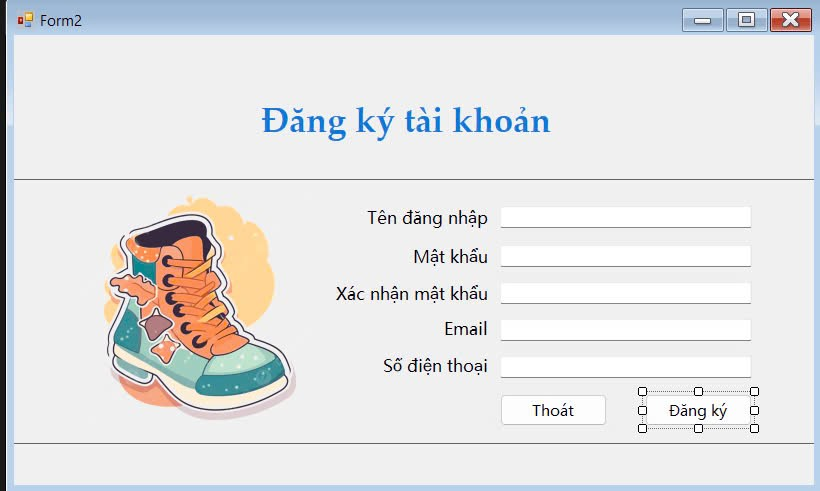 Form2
Đăng ký tài khoản
Tên đăng nhập
Mật khẩu
Xác nhận mật khẩu
Email
Số điện thoại
Thoát
Đăng ký